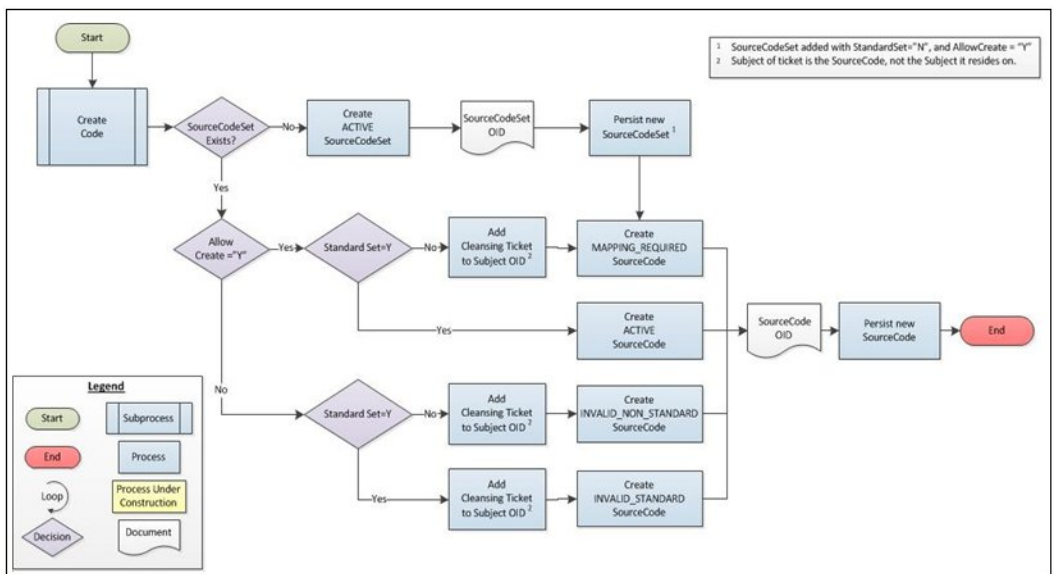 Start
1 SourceCodeSet added with StandardSet="N", and AllowCreate = "Y"
2 Subject of ticket is the SourceCode, not the Subject it resides on.
Create
Code
SourceCodeSet
Exists?
No
Create
ACTIVE
SourceCodeSet
SourceCodeSet
OID
Persist new
SourceCodeSet 1
Yes
Allow
Create ="Y"
Yes
Standard Set=Y
No
Add
Cleansing Ticket
to Subject OID 2
Create
MAPPING_REQUIRED
SourceCode
Yes
Create
ACTIVE
SourceCode
SourceCode
OID
Persist new
SourceCode
End
No
Standard Set=Y
No
Add
Cleansing Ticket
to Subject OID 2
Create
INVALID_NON_STANDARD
SourceCode
Yes
Add
Cleansing Ticket
to Subject OID 2
Create
INVALID_STANDARD
SourceCode
Legend
Start
Subprocess
End
Process
Loop
Process Under
Construction
Decision
Document